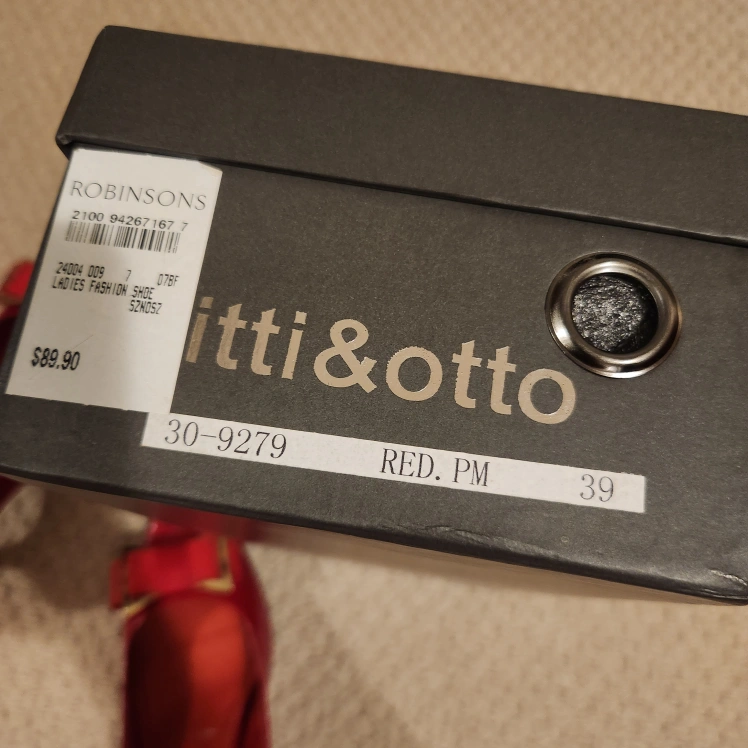 ROBINSONS
2100 94267167 7
24004 009 7 07BF
LADIES FASHION SHOE
SZNOSZ
$89.90
itti&otto
30-9279 RED. PM 39